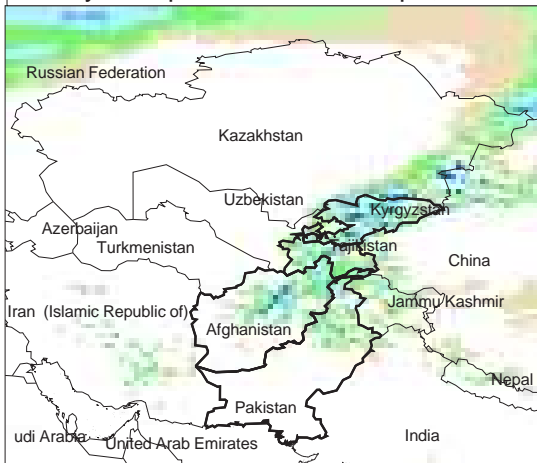 Russian Federation
Kazakhstan
Uzbekistan
Kyrgyzstan
Azerbaijan
Turkmenistan
Tajikistan
China
Iran (Islamic Republic of)
Jammu Kashmir
Afghanistan
Nepal
Pakistan
udi Arabia
United Arab Emirates
India